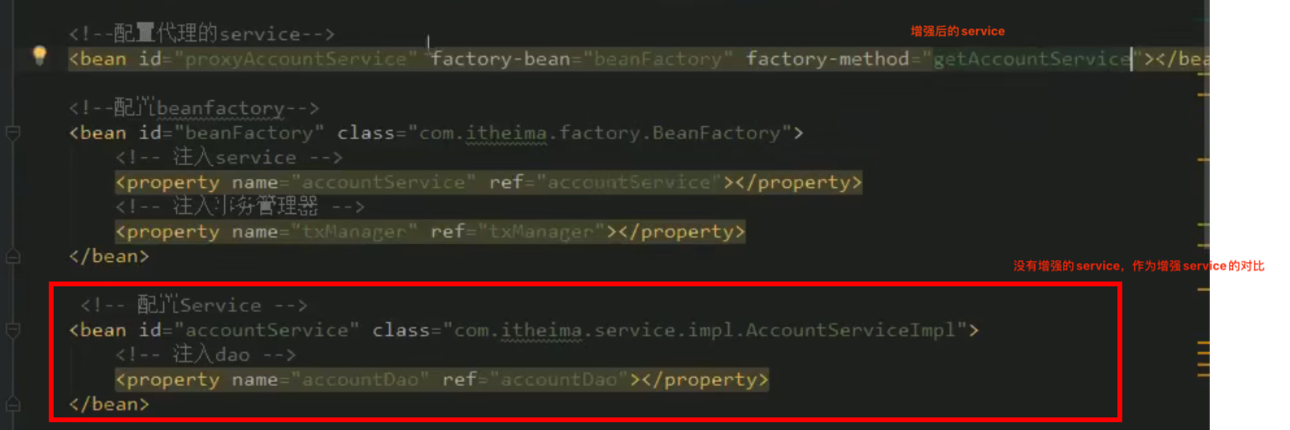 <!--配置代理的service-->
增强后的service
<bean id="proxyAccountService" factory-bean="beanFactory" factory-method="getAccountService"></bea
<!--配置beanfactory-->
<bean id="beanFactory" class="com.itheima.factory.BeanFactory">
<!-- 注入service -->
<property name="accountService" ref="accountService"></property>
<!-- 注入事务管理器 -->
<property name="txManager" ref="txManager"></property>
</bean>
没有增强的service，作为增强service的对比
<!-- 配置Service -->
<bean id="accountService" class="com.itheima.service.impl.AccountServiceImpl">
<!-- 注入dao -->
<property name="accountDao" ref="accountDao"></property>
</bean>